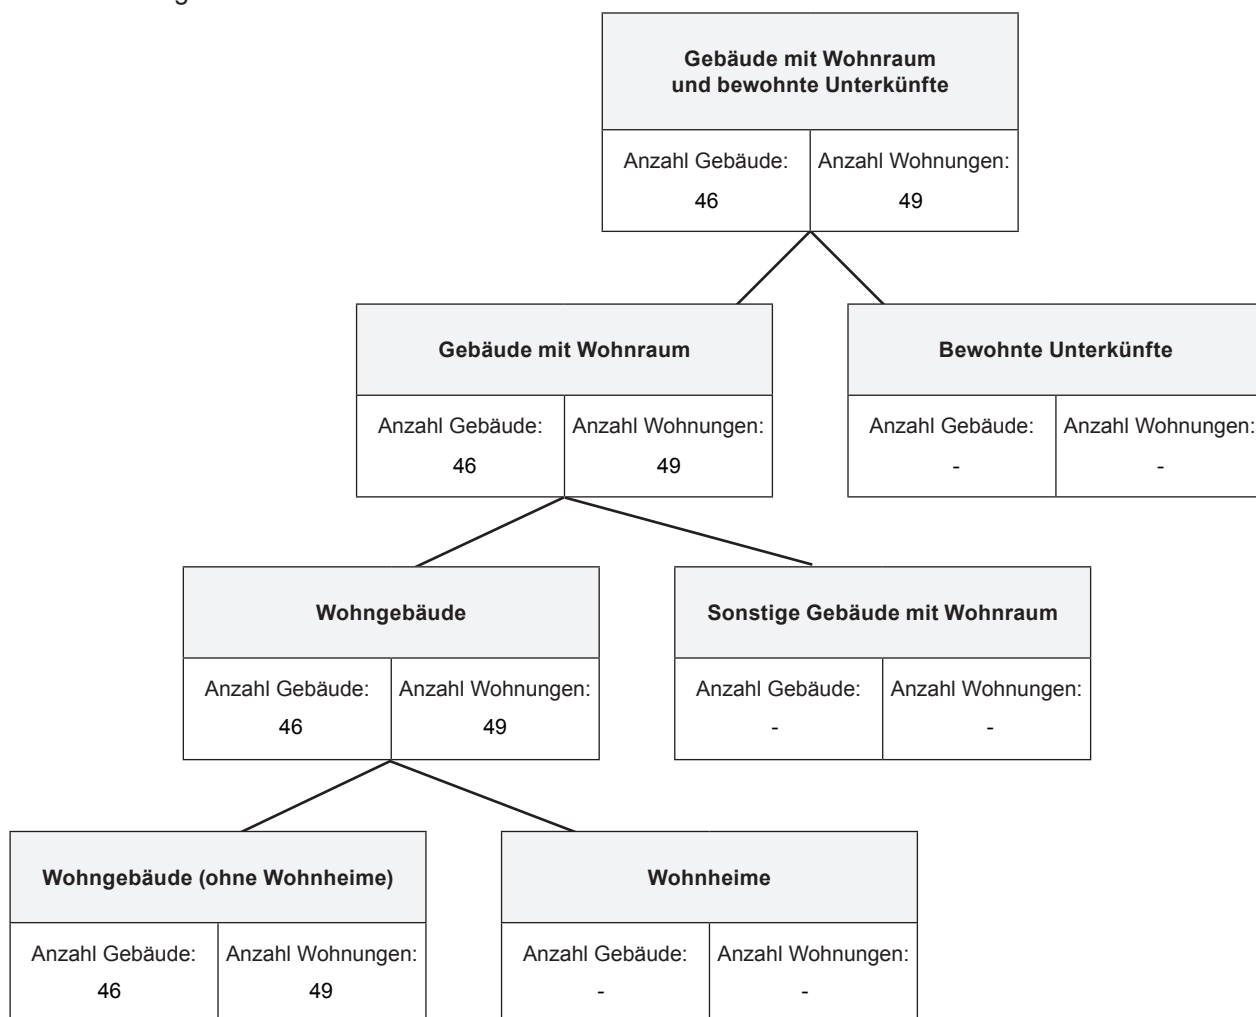 Gebäude mit Wohnraum
und bewohnte Unterkünfte
Anzahl Gebäude: Anzahl Wohnungen:
46 49
Gebäude mit Wohnraum
Anzahl Gebäude: Anzahl Wohnungen:
46 49
Bewohnte Unterkünfte
Anzahl Gebäude: Anzahl Wohnungen:
- -
Wohngebäude
Anzahl Gebäude: Anzahl Wohnungen:
46 49
Sonstige Gebäude mit Wohnraum
Anzahl Gebäude: Anzahl Wohnungen:
- -
Wohngebäude (ohne Wohnheime)
Anzahl Gebäude: Anzahl Wohnungen:
46 49
Wohnheime
Anzahl Gebäude: Anzahl Wohnungen:
- -